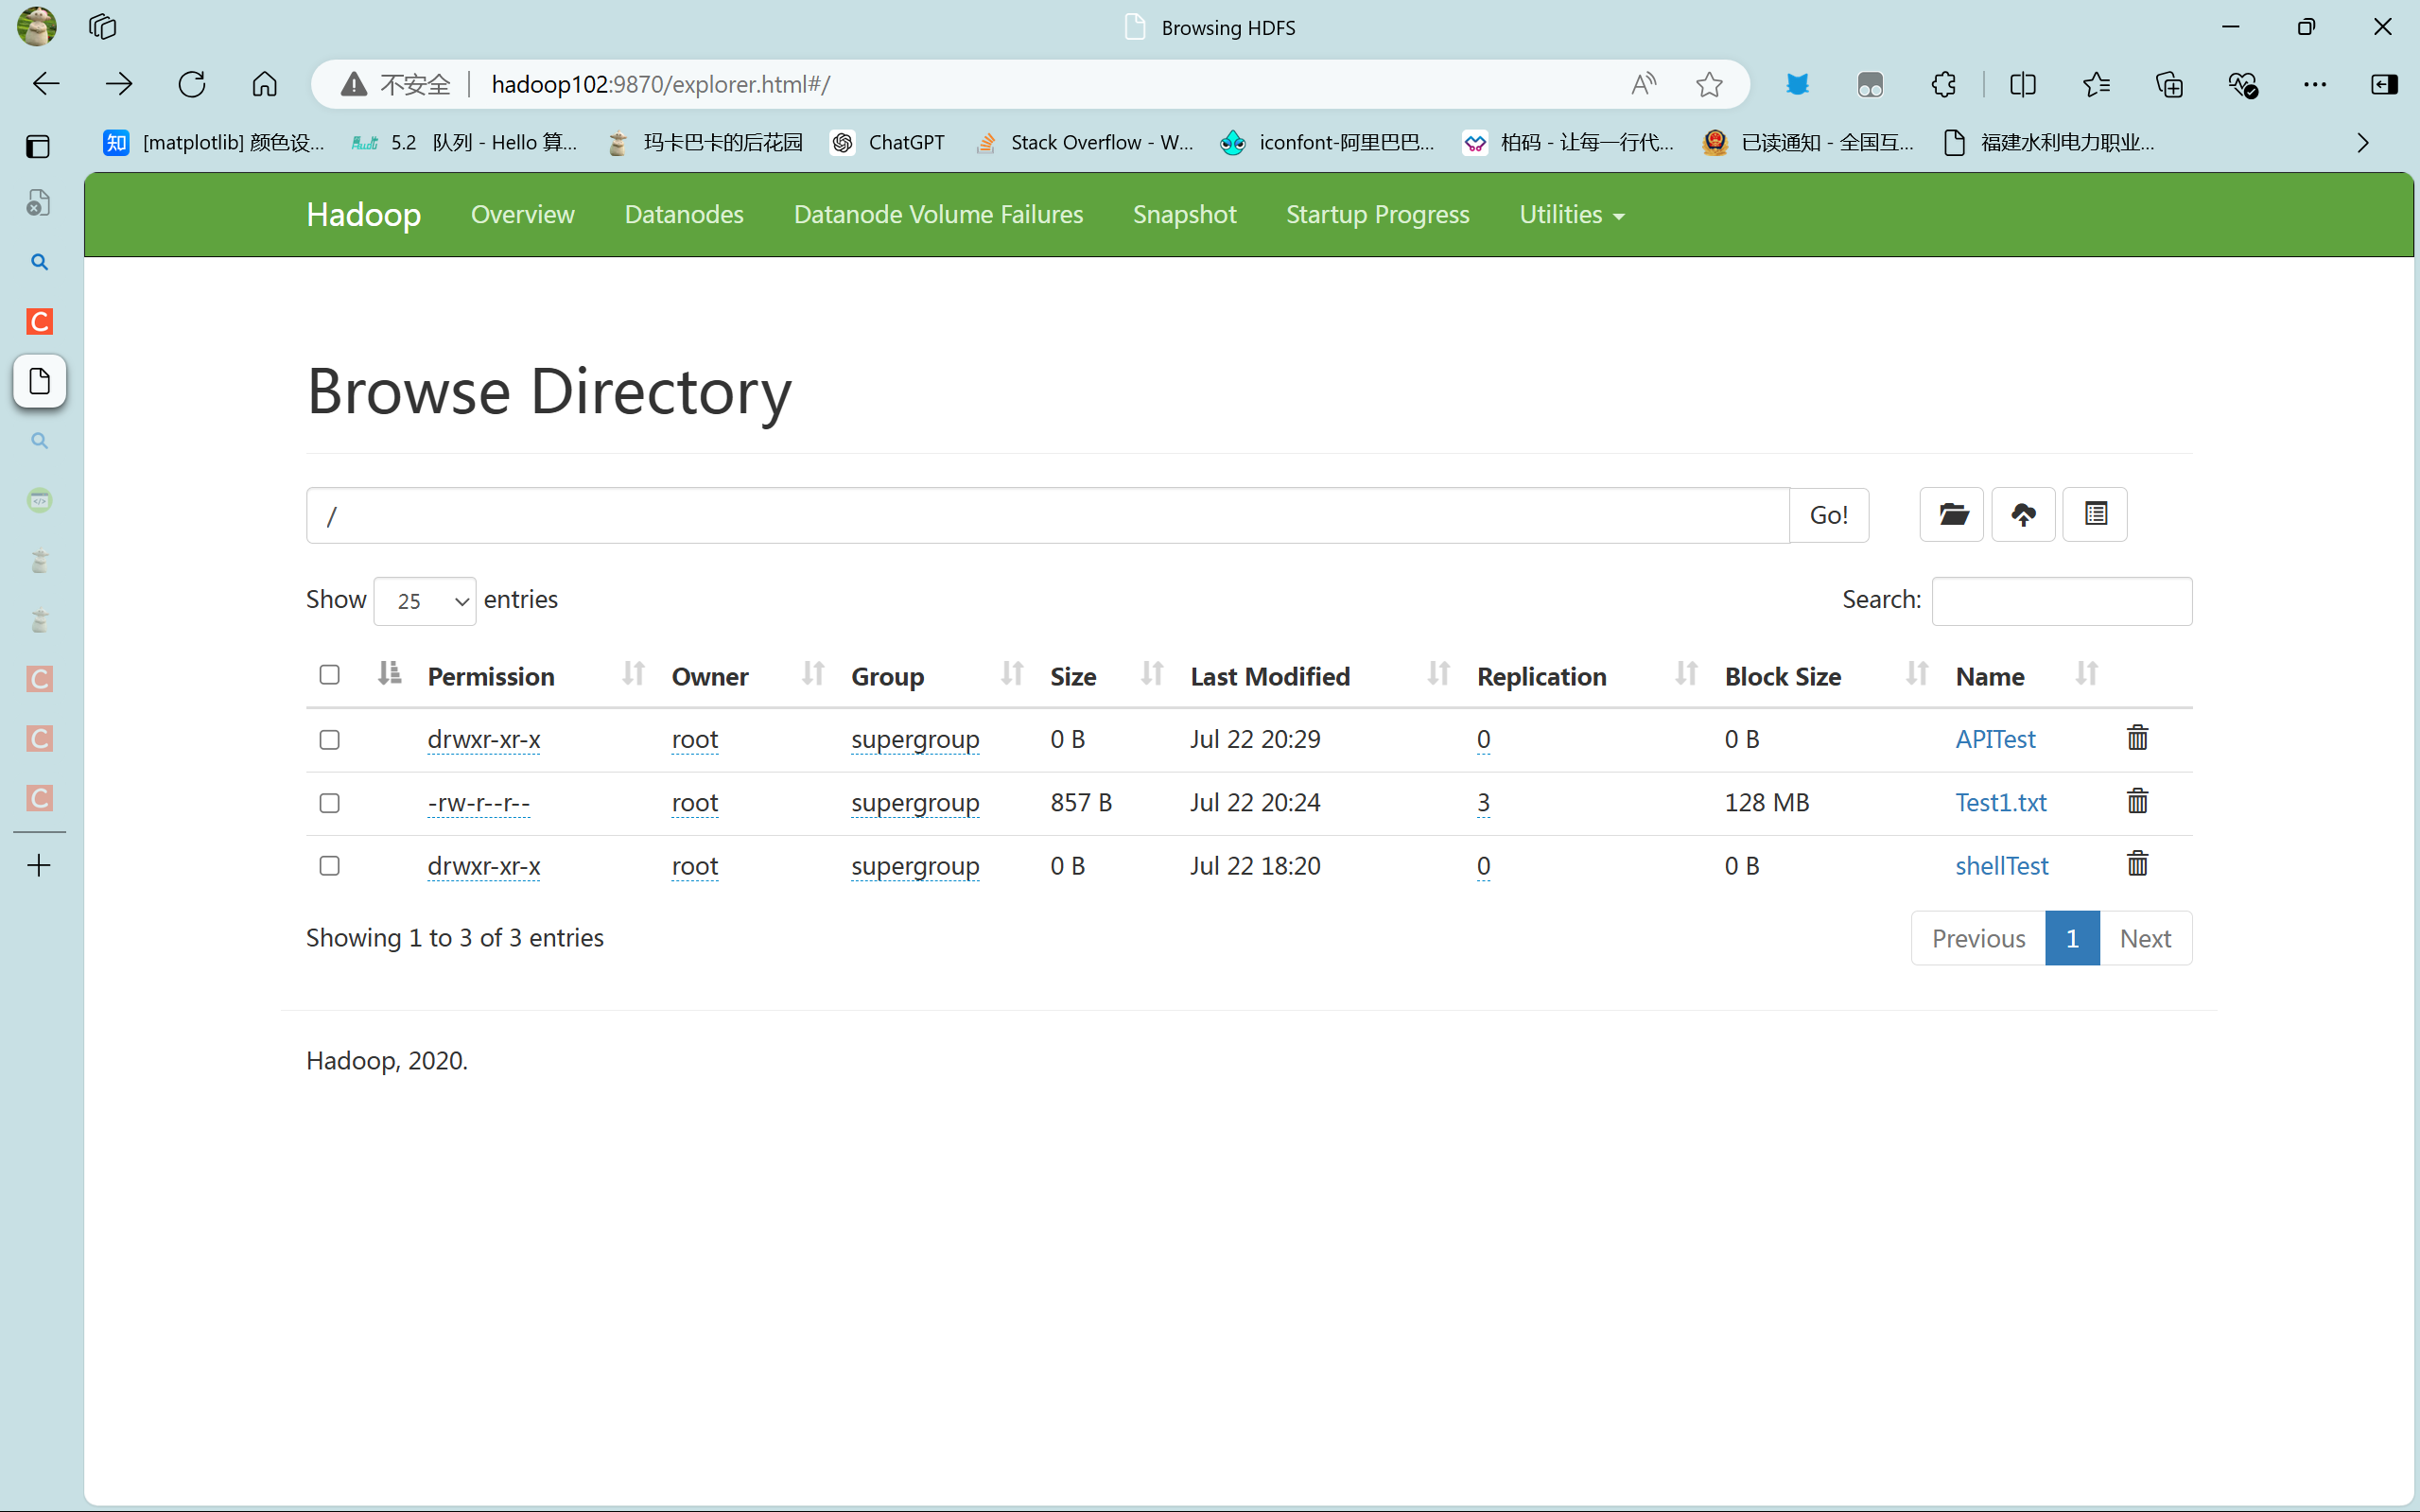 Browsing HDFS
不安全 hadoop102:9870/explorer.html#/
知 [matplotlib] 颜色设... 5.2 队列 - Hello 算... 玛卡巴卡的后花园 ChatGPT Stack Overflow - W... iconfont-阿里巴巴... 柏码 - 让每一行代... 已读通知 - 全国互... 福建水利电力职业...
Hadoop Overview Datanodes Datanode Volume Failures Snapshot Startup Progress Utilities
Browse Directory
/ Go!
Show 25 entries Search:
Permission Owner Group Size Last Modified Replication Block Size Name
drwxr-xr-x root supergroup 0 B Jul 22 20:29 0 0 B APITest
-rw-r--r-- root supergroup 857 B Jul 22 20:24 3 128 MB Test1.txt
drwxr-xr-x root supergroup 0 B Jul 22 18:20 0 0 B shellTest
Showing 1 to 3 of 3 entries Previous 1 Next
Hadoop, 2020.